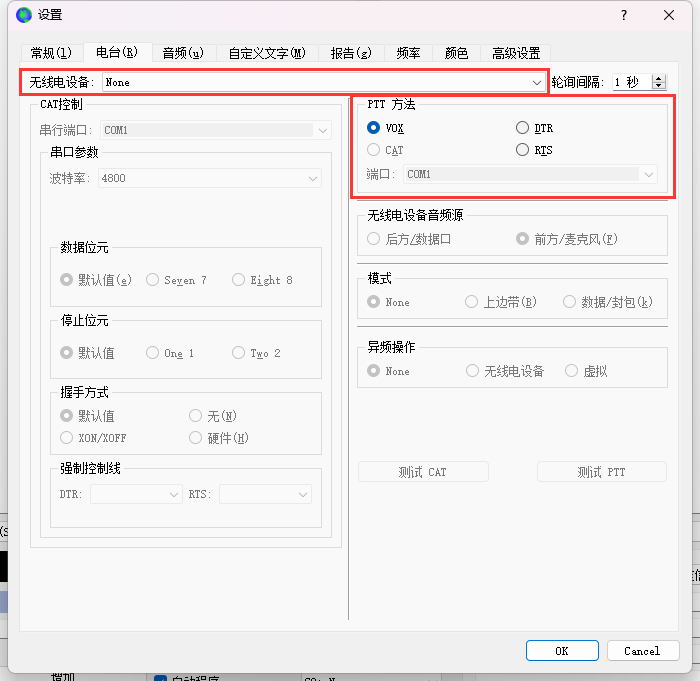 设置
?
常规(l)
电台(R)
音频(u)
自定义文字(M)
报告(g)
频率
颜色
高级设置
无线电设备: None
轮询间隔: 1 秒
CAT控制
串行端口: COM1
串口参数
波特率: 4800
数据位元
默认值(e) Seven 7 Eight 8
停止位元
默认值 One 1 Two 2
握手方式
默认值 无(N)
XON/XOFF 硬件(H)
强制控制线
DTR: RTS:
PTT 方法
VOX DTR
CAT RTS
端口: COM1
无线电设备音频源
后方/数据口 前方/麦克风(F)
模式
None 上边带(B) 数据/封包(k)
异频操作
None 无线电设备 虚拟
测试 CAT 测试 PTT
OK Cancel
(S
增加
自动程序